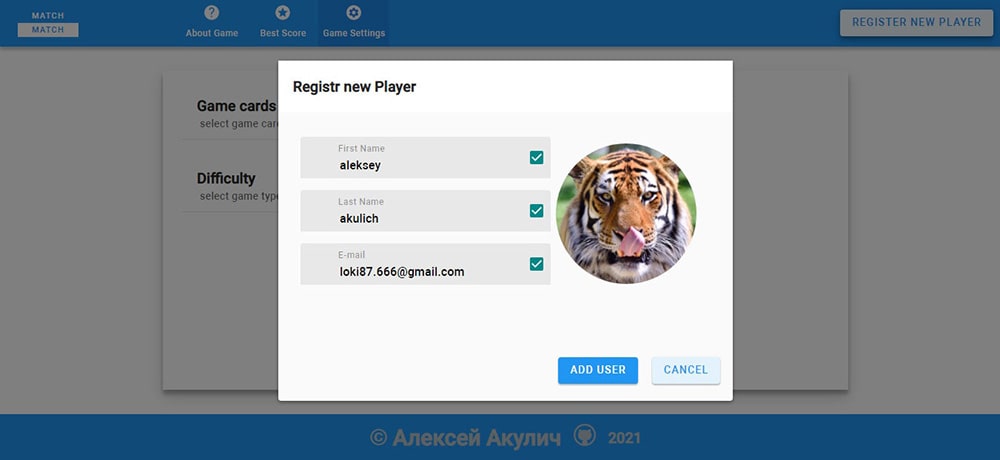 MATCH
MATCH
About Game
Best Score
Game Settings
REGISTER NEW PLAYER
Registr new Player
Game cards
select game card
Difficulty
select game type
First Name
aleksey
Last Name
akulich
E-mail
loki87.666@gmail.com
ADD USER
CANCEL
© Алексей Акулич 2021